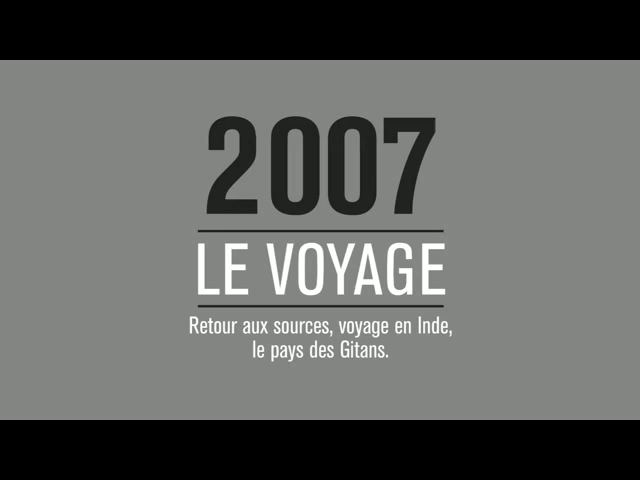 2007
LE VOYAGE
Retour aux sources, voyage en Inde,
le pays des Gitans.